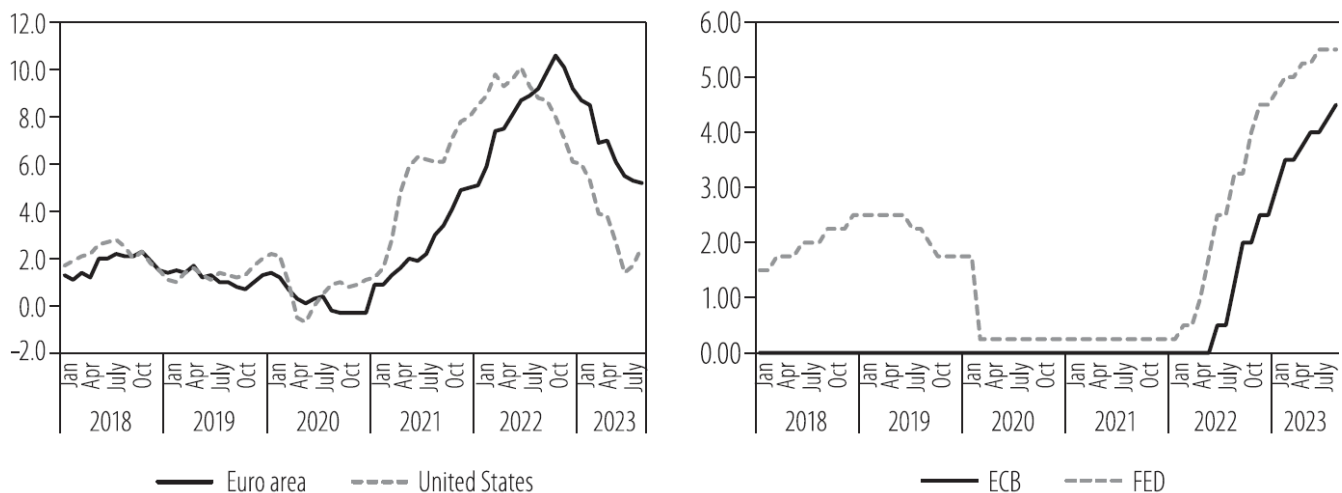 12.0
12.0
10.0
8.0
6.0
4.0
2.0
0.0
–2.0
Jan Apr July Oct Jan Apr July Oct Jan Apr July Oct Jan Apr July Oct Jan Apr July Oct Jan Apr July
2018 2019 2020 2021 2022 2023
Euro area United States
6.00
5.00
4.00
3.00
2.00
1.00
0.00
Jan Apr July Oct Jan Apr July Oct Jan Apr July Oct Jan Apr July Oct Jan Apr July Oct Jan Apr July
2018 2019 2020 2021 2022 2023
ECB FED